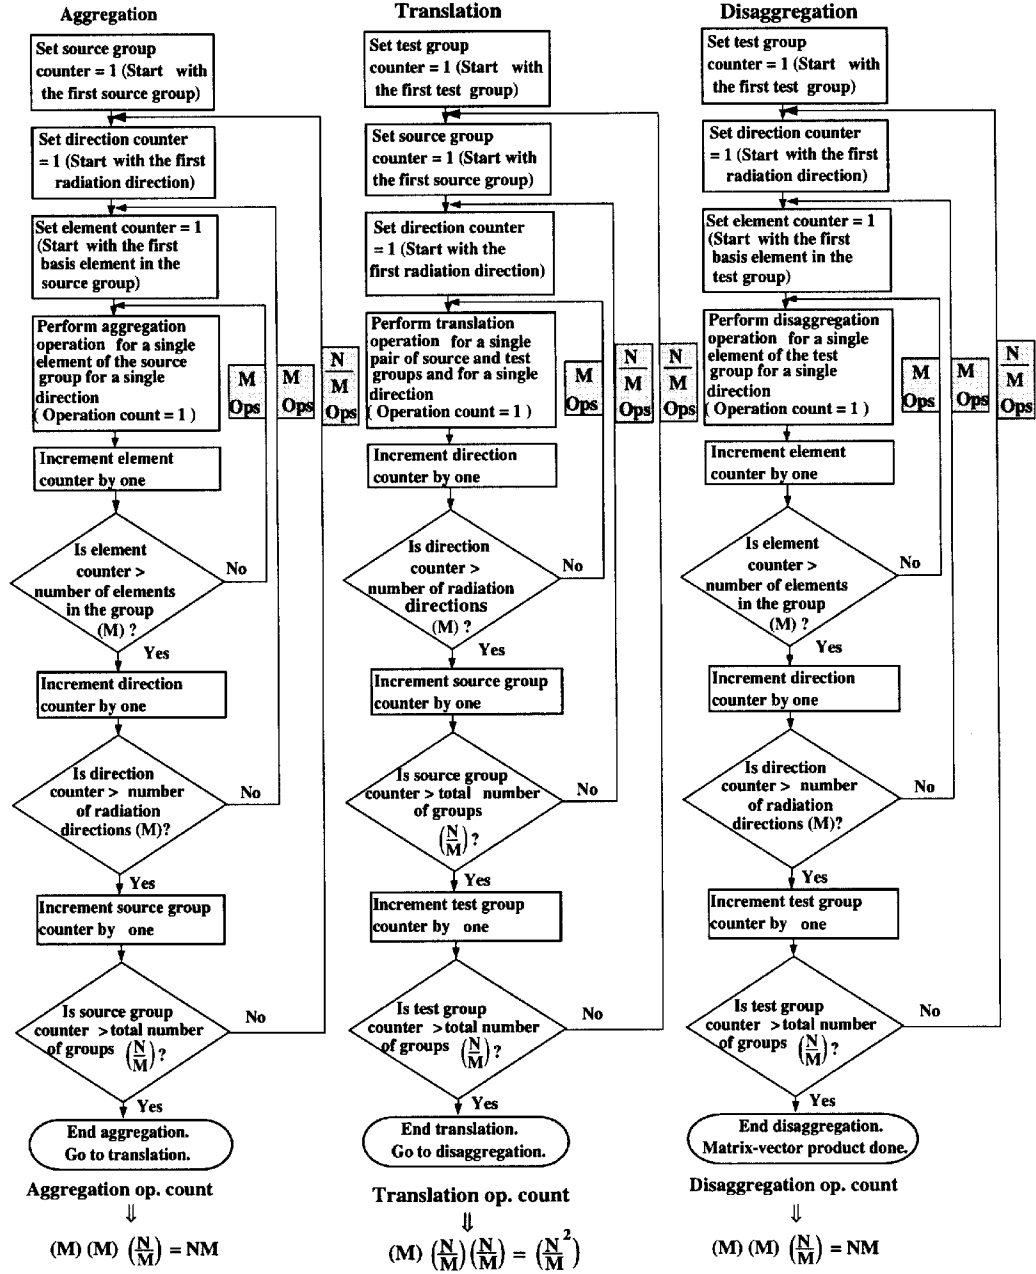 Aggregation
Set source group
counter = 1 (Start with
the first source group)
Set direction counter
= 1 (Start with the first
radiation direction)
Set element counter = 1
(Start with the first
basis element in the
source group)
Perform aggregation
operation for a single
element of the source
group for a single
direction
( Operation count = 1 )
M
Ops
M
Ops
N
M
Ops
Increment element
counter by one
Is element
counter >
number of elements
in the group
(M) ?
No
Yes
Increment direction
counter by one
Is direction
counter > number
of radiation
directions (M)?
No
Yes
Increment source group
counter by one
Is source group
counter > total number
of groups (N/M) ?
No
Yes
End aggregation.
Go to translation.
Aggregation op. count
⇓
(M) (M) (N/M) = NM
Translation
Set test group
counter = 1 (Start with
the first test group)
Set source group
counter = 1 (Start with
the first source group)
Set direction counter
= 1 (Start with the
first radiation direction)
Perform translation
operation for a single
pair of source and test
groups and for a single
direction
( Operation count = 1 )
M
Ops
N
M
Ops
N
M
Ops
Increment direction
counter by one
Is direction
counter >
number of radiation
directions
(M) ?
No
Yes
Increment source group
counter by one
Is source group
counter > total number
of groups
(N/M) ?
No
Yes
Increment test group
counter by one
Is test group
counter > total number
of groups (N/M) ?
No
Yes
End translation.
Go to disaggregation.
Translation op. count
⇓
(M) (N/M)(N/M) = (N²/M)
Disaggregation
Set test group
counter = 1 (Start with
the first test group)
Set direction counter
= 1 (Start with the first
radiation direction)
Set element counter = 1
(Start with the first
basis element in the
test group)
Perform disaggregation
operation for a single
element of the test
group for a single
direction
( Operation count = 1 )
M
Ops
M
Ops
N
M
Ops
Increment element
counter by one
Is element
counter >
number of elements
in the group
(M) ?
No
Yes
Increment direction
counter by one
Is direction
counter > number
of radiation
directions (M)?
No
Yes
Increment test group
counter by one
Is test group
counter > total number
of groups (N/M) ?
No
Yes
End disaggregation.
Matrix-vector product done.
Disaggregation op. count
⇓
(M) (M) (N/M) = NM